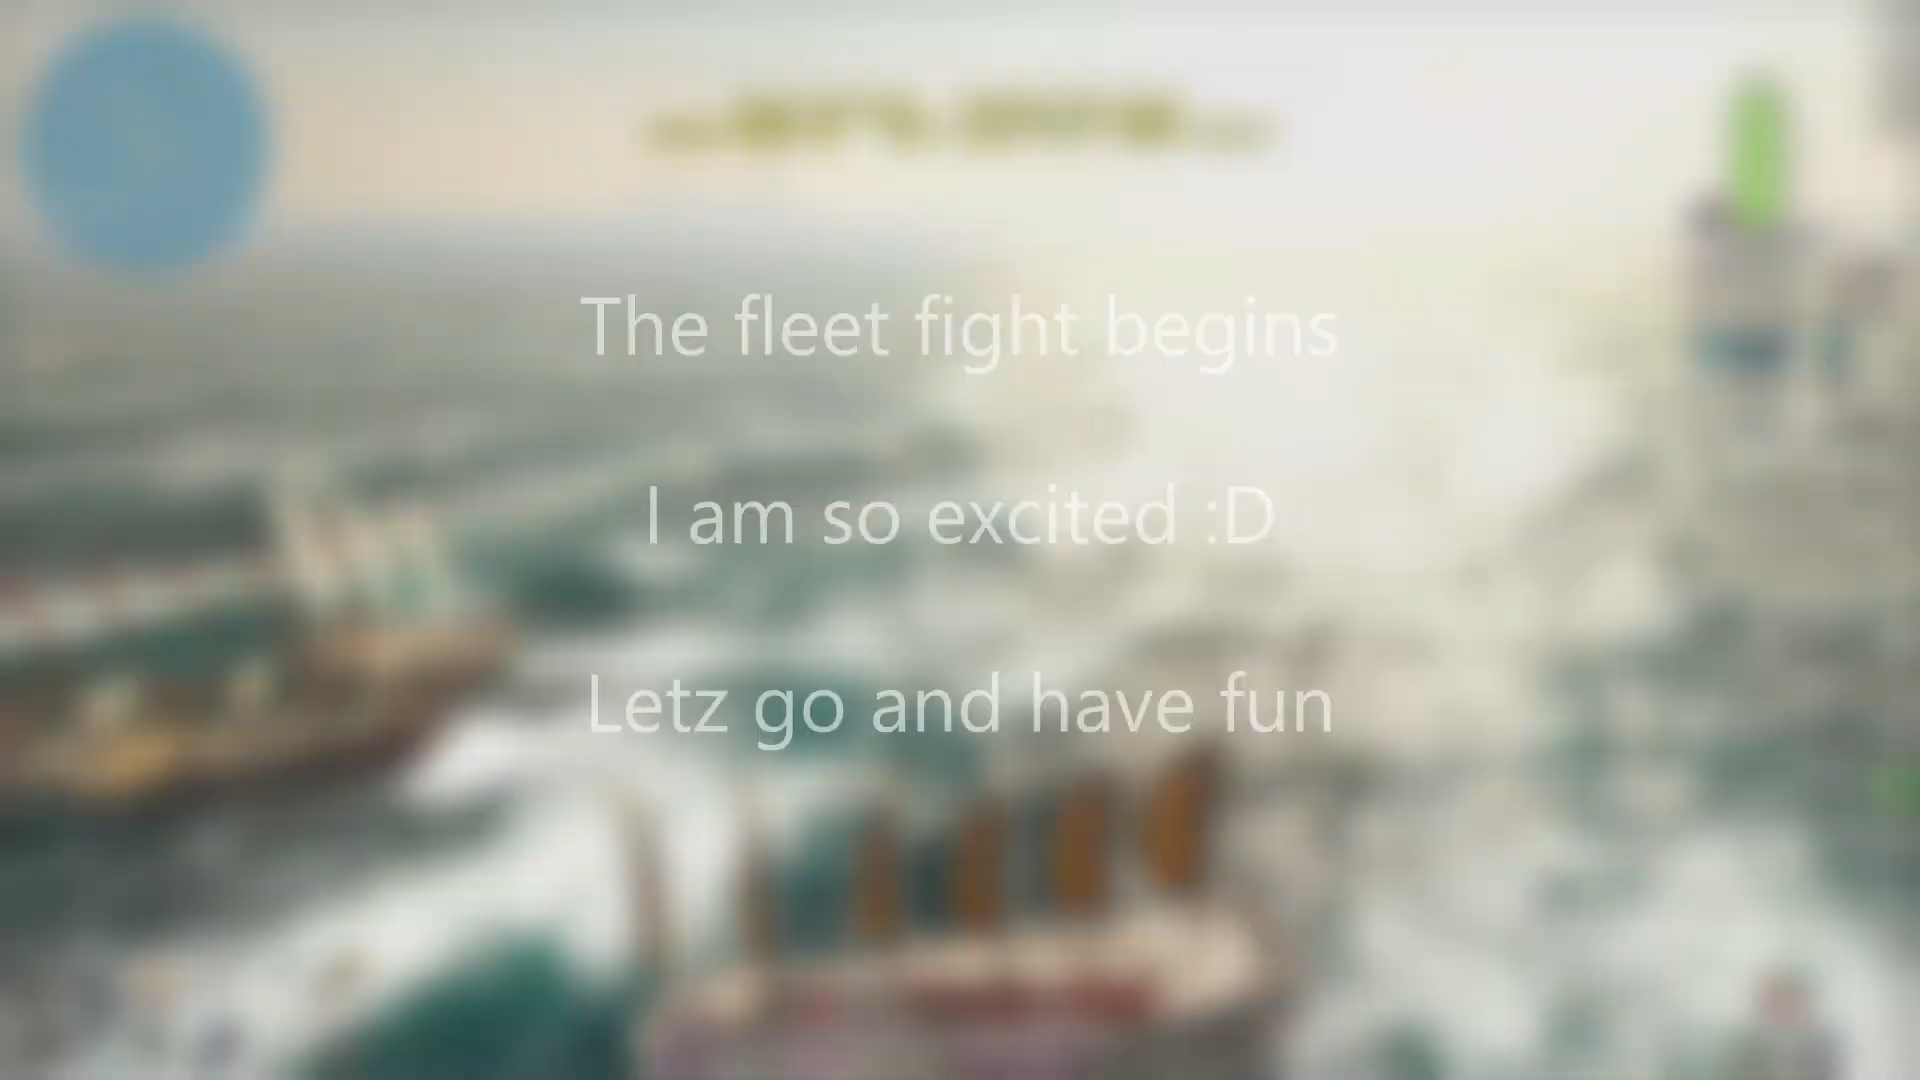 The fleet fight begins
I am so excited :D
Letz go and have fun